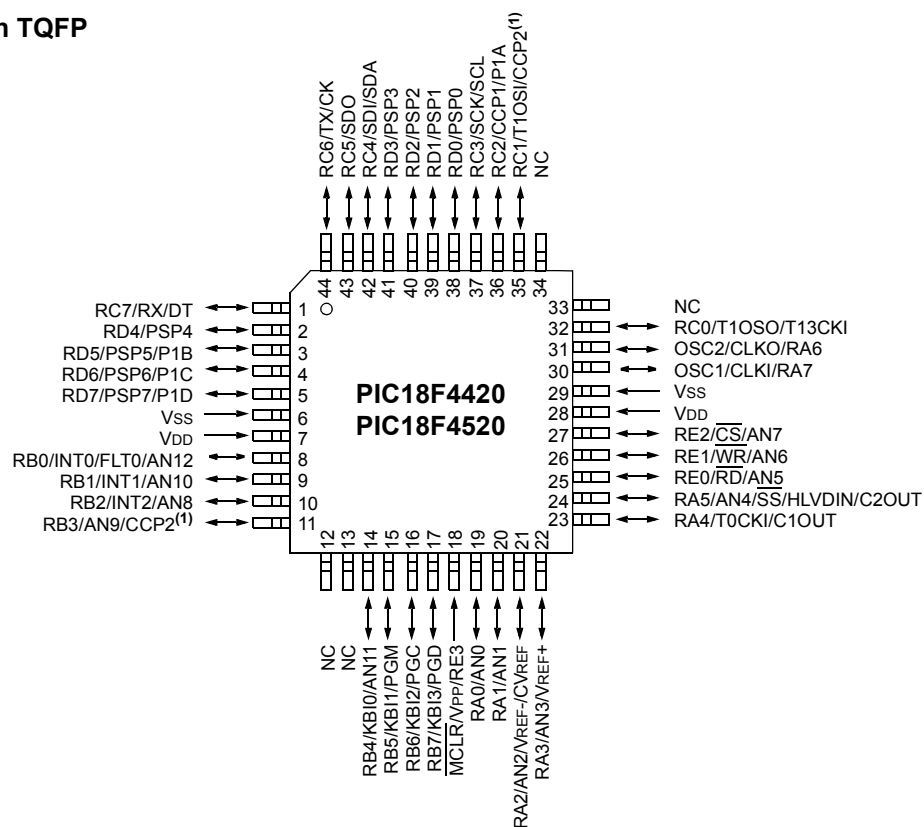 TQFP
RC6/TX/CK
RC5/SDO
RC4/SDI/SDA
RD3/PSP3
RD2/PSP2
RD1/PSP1
RD0/PSP0
RC3/SCK/SCL
RC2/CCP1/P1A
RC1/T1OSI/CCP2(1)
NC
44
43
42
41
40
39
38
37
36
35
34
RC7/RX/DT 1
RD4/PSP4 2
RD5/PSP5/P1B 3
RD6/PSP6/P1C 4
RD7/PSP7/P1D 5
VSS 6
VDD 7
RB0/INT0/FLT0/AN12 8
RB1/INT1/AN10 9
RB2/INT2/AN8 10
RB3/AN9/CCP2(1) 11
PIC18F4420
PIC18F4520
33 NC
32 RC0/T1OSO/T13CKI
31 OSC2/CLKO/RA6
30 OSC1/CLKI/RA7
29 VSS
28 VDD
27 RE2/C̅S̅/AN7
26 RE1/W̅R̅/AN6
25 RE0/R̅D̅/AN5
24 RA5/AN4/S̅S̅/HLVDIN/C2OUT
23 RA4/T0CKI/C1OUT
12
13
14
15
16
17
18
19
20
21
22
NC
NC
RB4/KBI0/AN11
RB5/KBI1/PGM
RB6/KBI2/PGC
RB7/KBI3/PGD
M̅C̅L̅R̅/VPP/RE3
RA0/AN0
RA1/AN1
RA2/AN2/VREF-/CVREF
RA3/AN3/VREF+